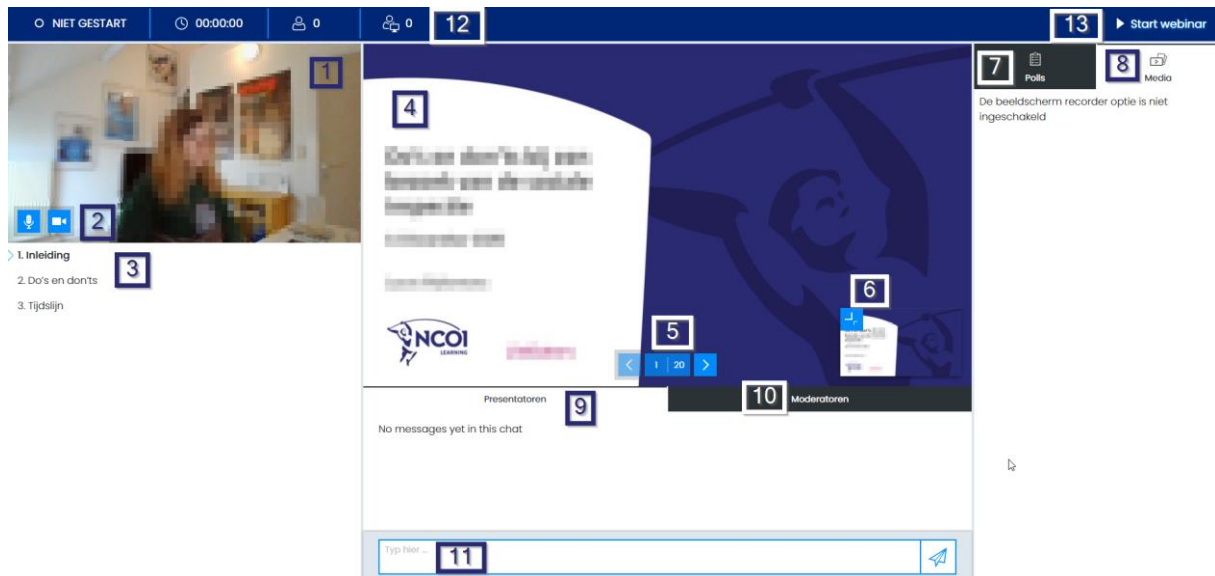 NIET GESTART
00:00:00
0
0
12
13
Start webinar
1
2
1. Inleiding
2. Do's en don'ts
3
3. Tijdslijn
4
NCOI
LEARNING
5
1 | 20
6
7
Polls
8
Media
De beeldscherm recorder optie is niet
ingeschakeld
Presentatoren
9
10
Moderatoren
No messages yet in this chat
Typ hier ...
11